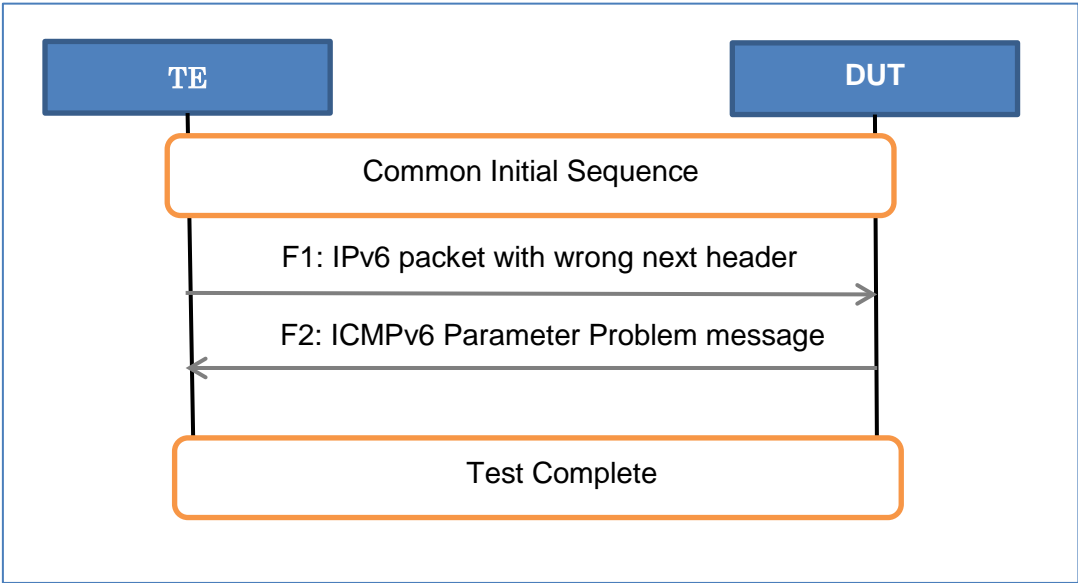 TE
DUT
Common Initial Sequence
F1: IPv6 packet with wrong next header
F2: ICMPv6 Parameter Problem message
Test Complete